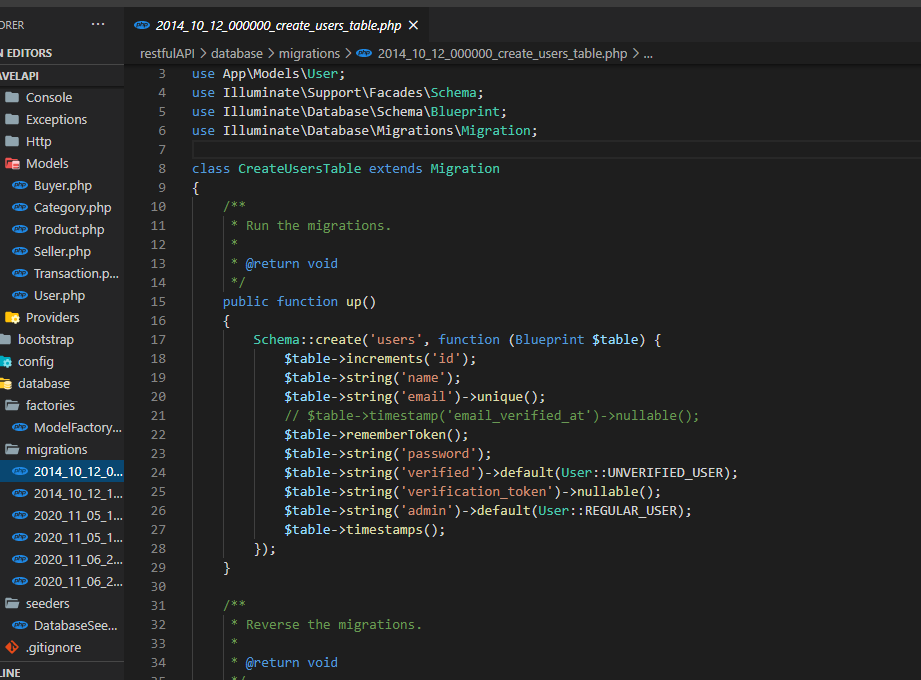 ORER ...
N EDITORS
AVELAPI
Console
Exceptions
Http
Models
Buyer.php
Category.php
Product.php
Seller.php
Transaction.p...
User.php
Providers
bootstrap
config
database
factories
ModelFactory...
migrations
2014_10_12_0...
2014_10_12_1...
2020_11_05_1...
2020_11_05_1...
2020_11_06_2...
2020_11_06_2...
seeders
DatabaseSee...
.gitignore
LINE
php 2014_10_12_000000_create_users_table.php ×
restfulAPI > database > migrations > php 2014_10_12_000000_create_users_table.php > ...
3 use App\Models\User;
4 use Illuminate\Support\Facades\Schema;
5 use Illuminate\Database\Schema\Blueprint;
6 use Illuminate\Database\Migrations\Migration;
7
8 class CreateUsersTable extends Migration
9 {
10 /**
11 * Run the migrations.
12 *
13 * @return void
14 */
15 public function up()
16 {
17 Schema::create('users', function (Blueprint $table) {
18 $table->increments('id');
19 $table->string('name');
20 $table->string('email')->unique();
21 // $table->timestamp('email_verified_at')->nullable();
22 $table->rememberToken();
23 $table->string('password');
24 $table->string('verified')->default(User::UNVERIFIED_USER);
25 $table->string('verification_token')->nullable();
26 $table->string('admin')->default(User::REGULAR_USER);
27 $table->timestamps();
28 });
29 }
30
31 /**
32 * Reverse the migrations.
33 *
34 * @return void
35 */